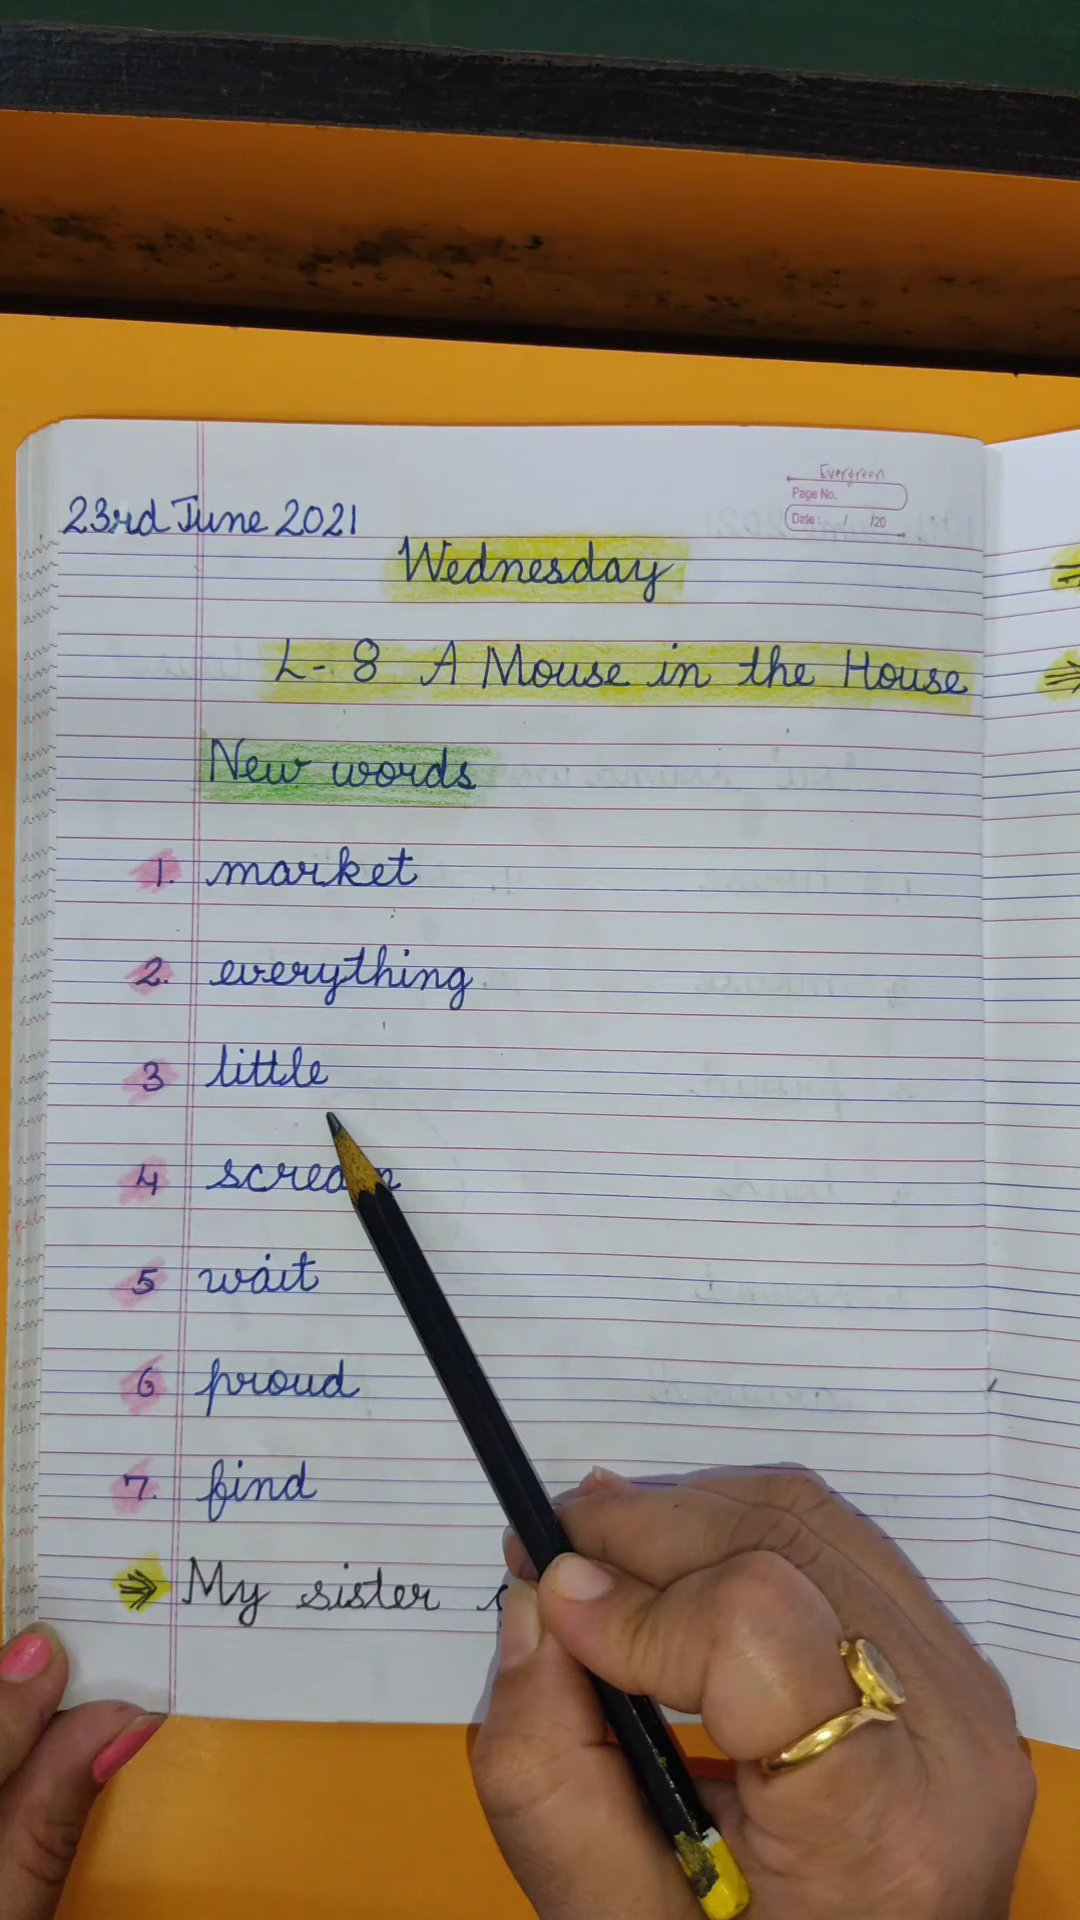 Evergreen
Page No.
Date: / /20
23rd June 2021
Wednesday
L-8 A Mouse in the House
New words
1. market
2. everything
3 little
4 scream
5 wait
6 proud
7. find
⇒ My sister